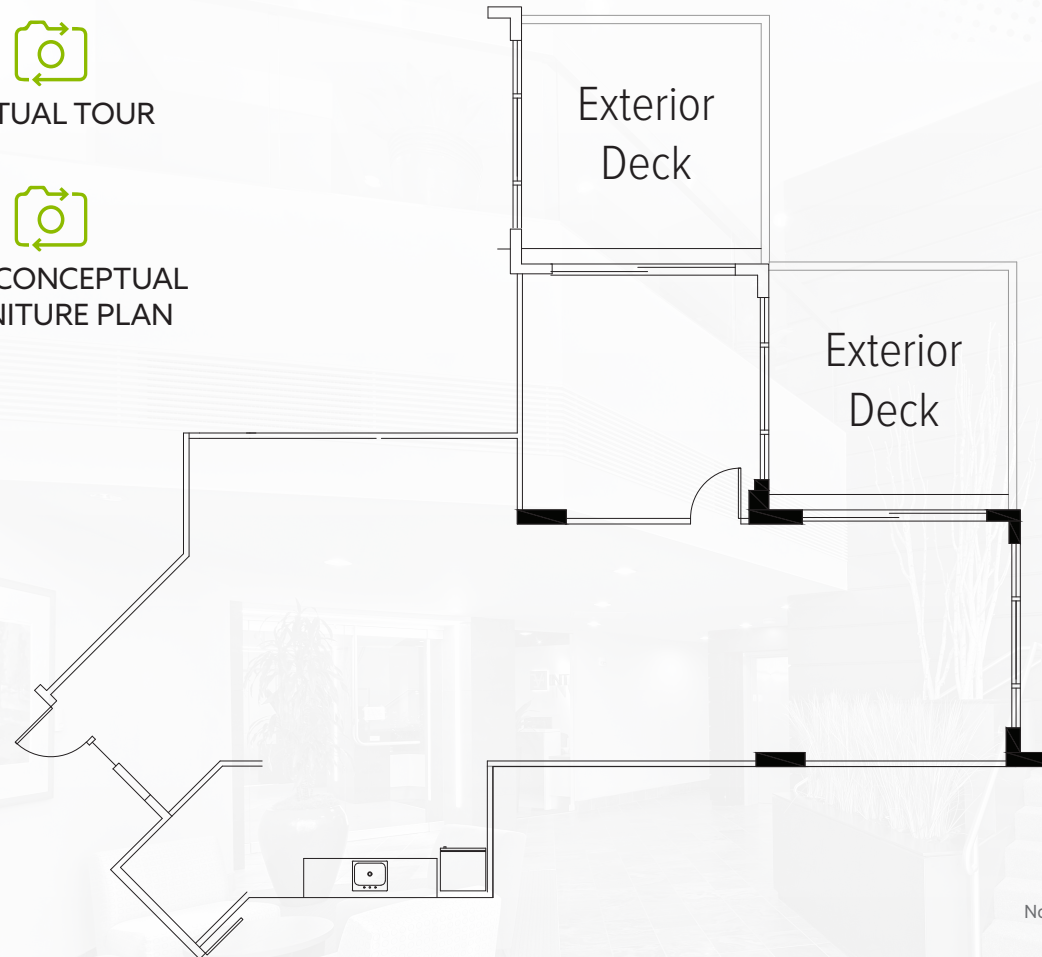 TUAL TOUR
CONCEPTUAL
NITURE PLAN
Exterior
Deck
Exterior
Deck
No